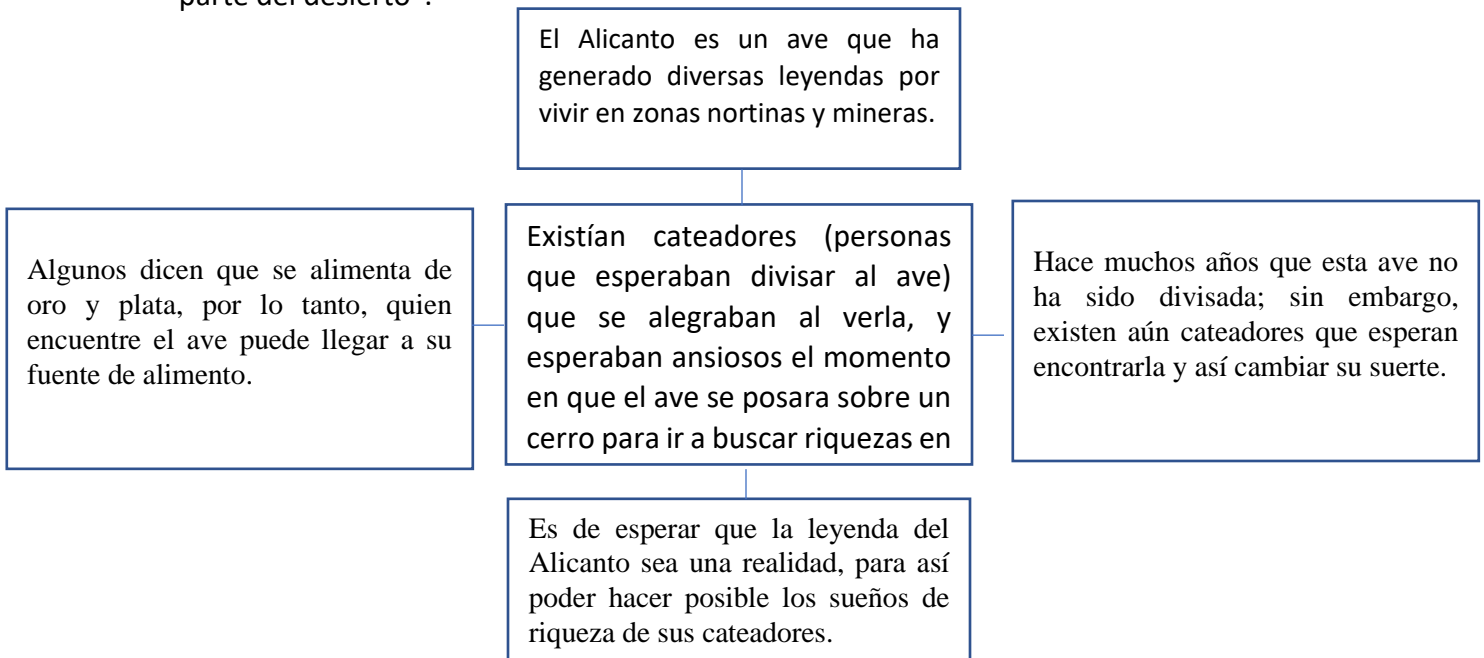 parte del desierto".
El Alicanto es un ave que ha
generado diversas leyendas por
vivir en zonas nortinas y mineras.
Algunos dicen que se alimenta de
oro y plata, por lo tanto, quien
encuentre el ave puede llegar a su
fuente de alimento.
Existían cateadores (personas
que esperaban divisar al ave)
que se alegraban al verla, y
esperaban ansiosos el momento
en que el ave se posara sobre un
cerro para ir a buscar riquezas en
Hace muchos años que esta ave no
ha sido divisada; sin embargo,
existen aún cateadores que esperan
encontrarla y así cambiar su suerte.
Es de esperar que la leyenda del
Alicanto sea una realidad, para así
poder hacer posible los sueños de
riqueza de sus cateadores.